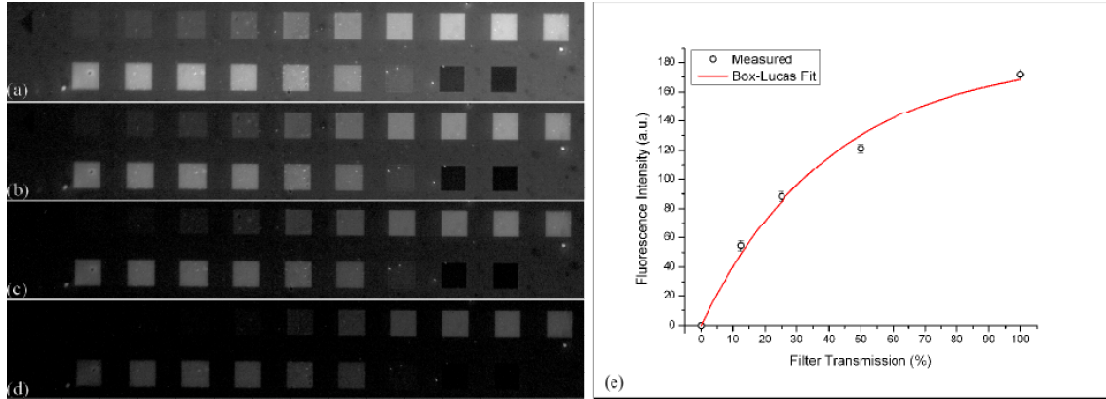 (a)
(b)
(c)
(d)
Measured
Box-Lucas Fit
Fluorescence Intensity (a.u.)
180
160
140
120
100
80
60
40
20
0
0 10 20 30 40 50 60 70 80 90 100
Filter Transmission (%)
(e)